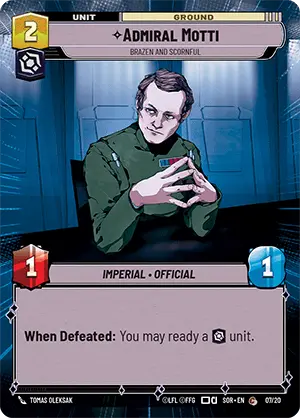 UNIT GROUND
2
✧ADMIRAL MOTTI
BRAZEN AND SCORNFUL
1 1
IMPERIAL • OFFICIAL
When Defeated: You may ready a unit.
TOMAS OLEKSAK ©LFL ©FFG SOR • EN 07/20